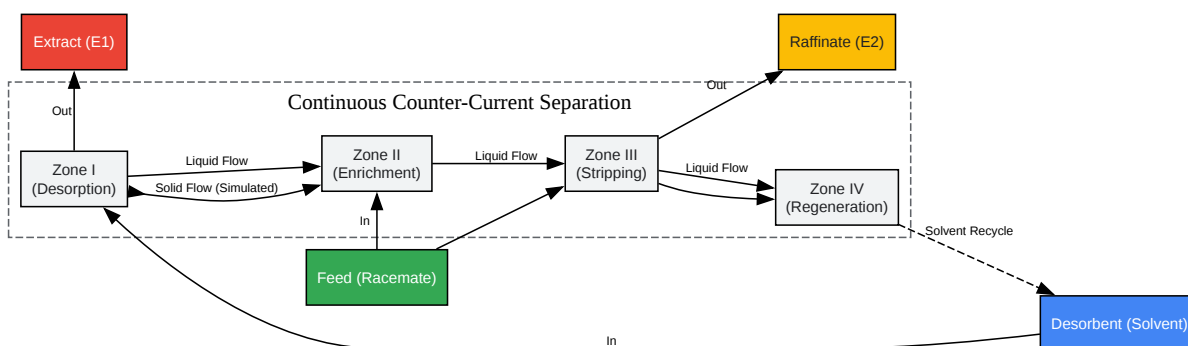 Extract (E1)
Raffinate (E2)
Out
Out
Continuous Counter-Current Separation
Zone I
(Desorption)
Liquid Flow
Solid Flow (Simulated)
Zone II
(Enrichment)
Liquid Flow
Zone III
(Stripping)
Liquid Flow
Zone IV
(Regeneration)
In
Feed (Racemate)
Solvent Recycle
Desorbent (Solvent)
In